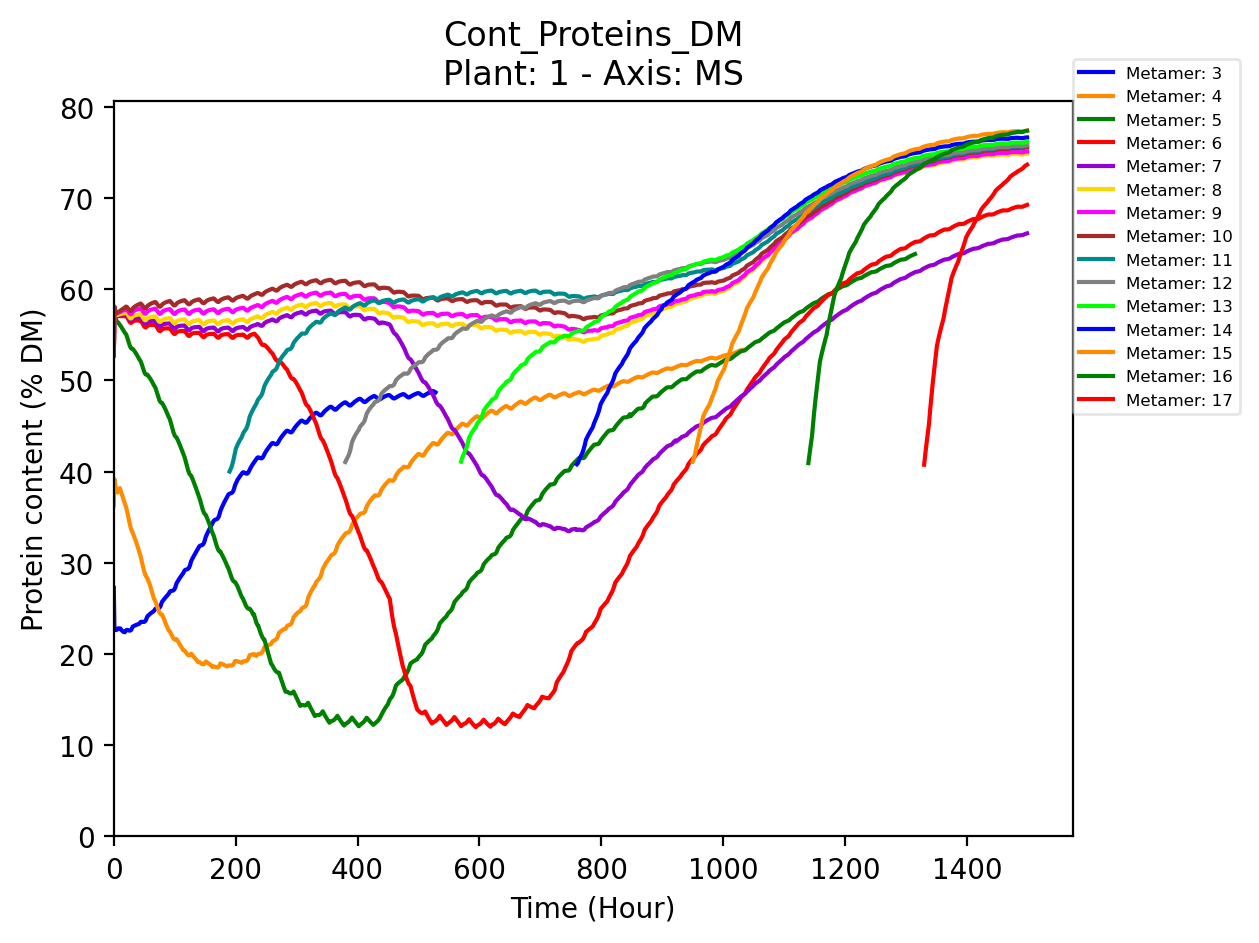 Cont_Proteins_DM
Plant: 1 - Axis: MS
Protein content (% DM)
80
70
60
50
40
30
20
10
0
0 200 400 600 800 1000 1200 1400
Time (Hour)
Metamer: 3
Metamer: 4
Metamer: 5
Metamer: 6
Metamer: 7
Metamer: 8
Metamer: 9
Metamer: 10
Metamer: 11
Metamer: 12
Metamer: 13
Metamer: 14
Metamer: 15
Metamer: 16
Metamer: 17